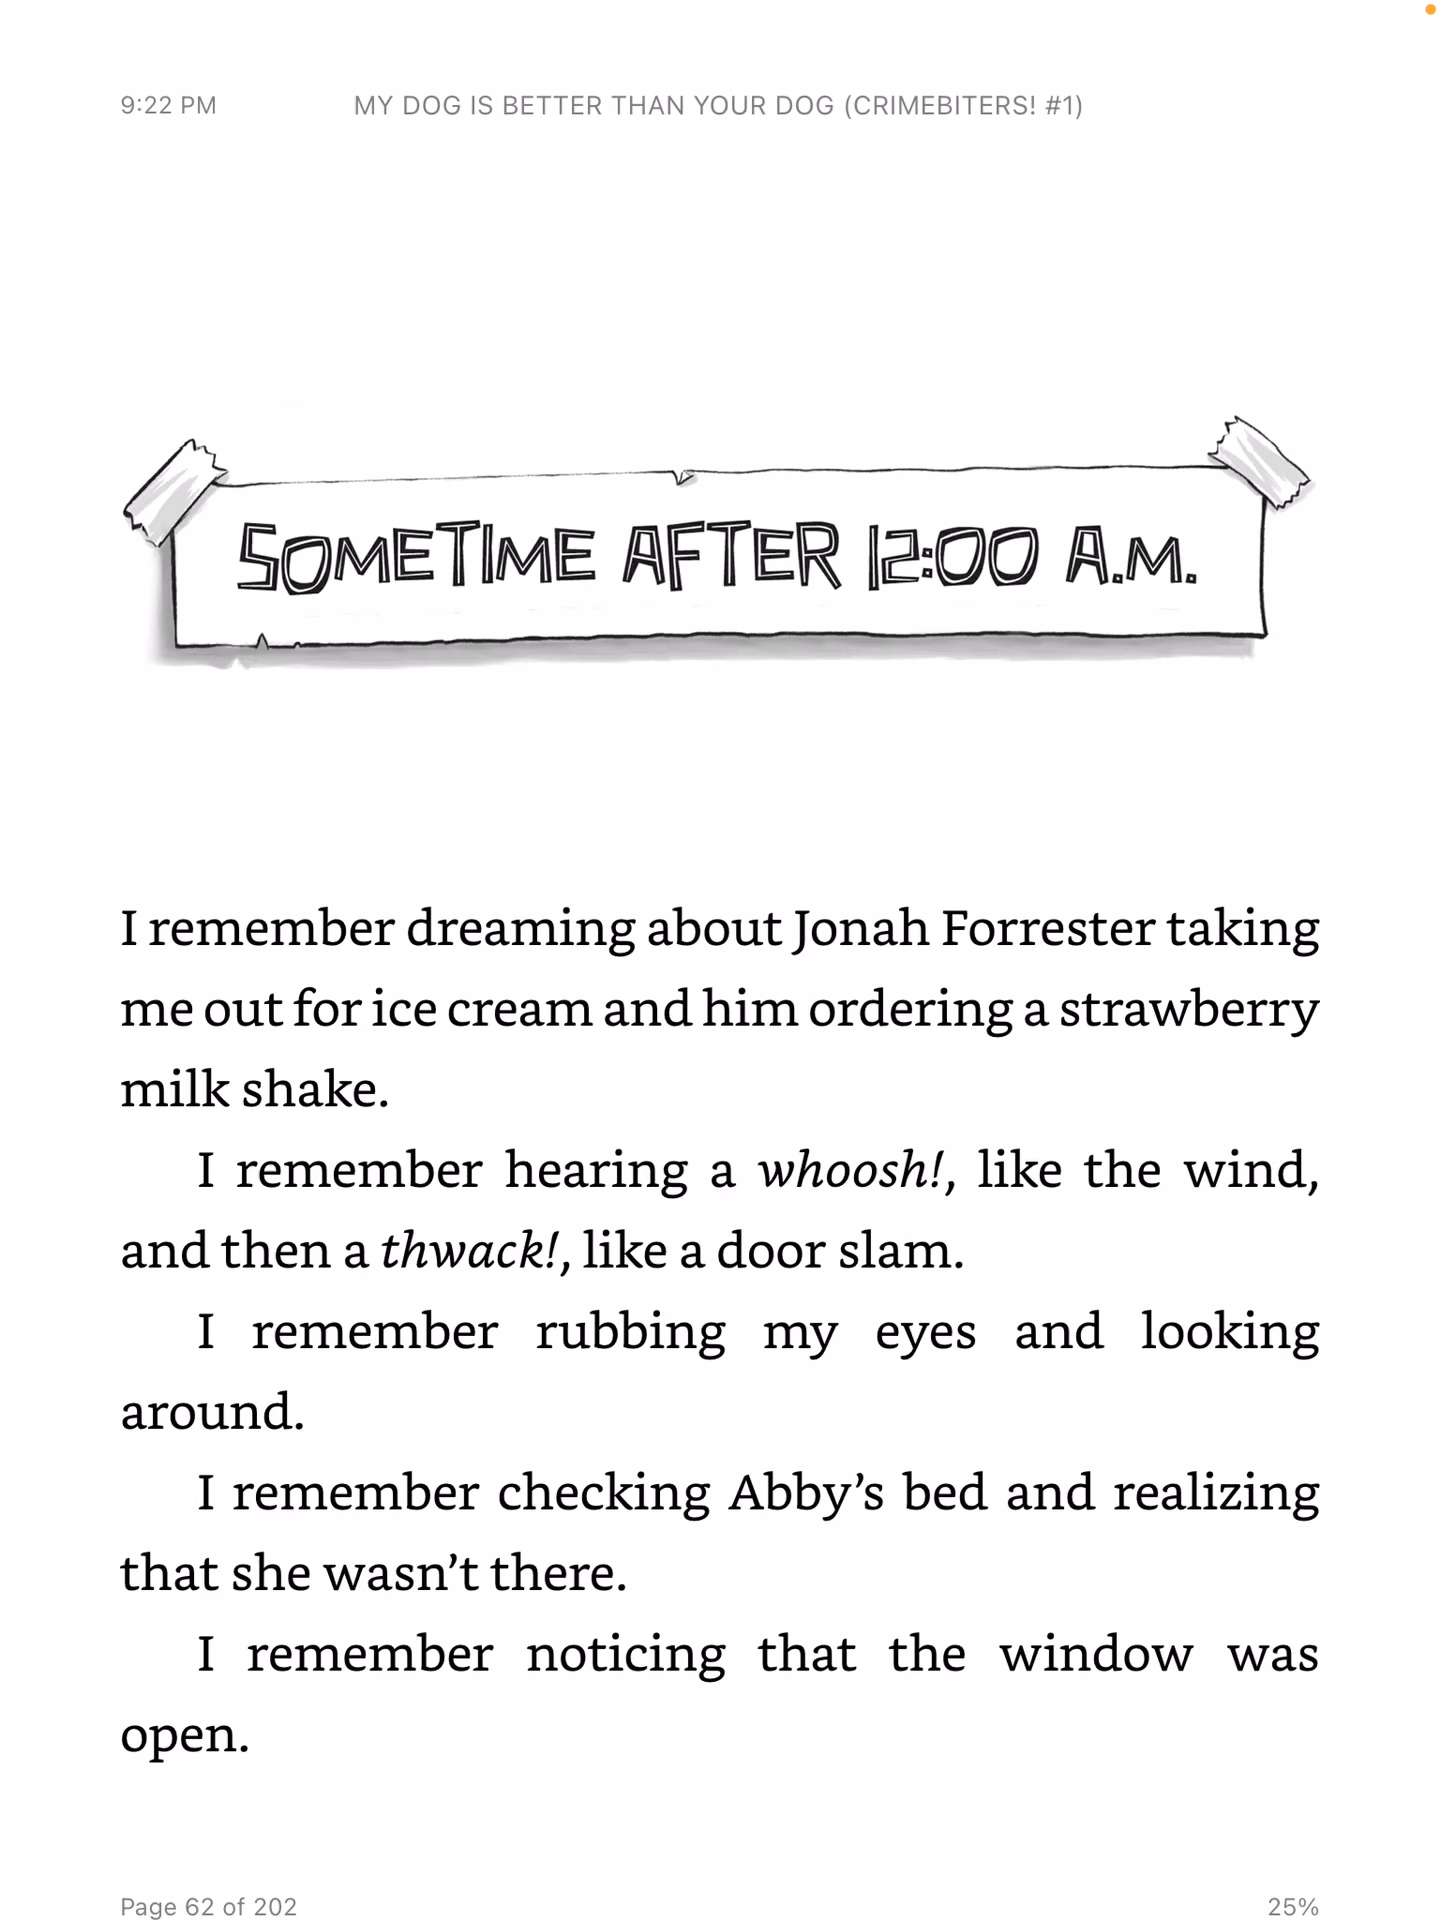 9:22 PM
MY DOG IS BETTER THAN YOUR DOG (CRIMEBITERS! #1)
SOMETIME AFTER 12:00 A.M.
I remember dreaming about Jonah Forrester taking
me out for ice cream and him ordering a strawberry
milk shake.
I remember hearing a whoosh!, like the wind,
and then a thwack!, like a door slam.
I remember rubbing my eyes and looking
around.
I remember checking Abby’s bed and realizing
that she wasn’t there.
I remember noticing that the window was
open.
Page 62 of 202
25%